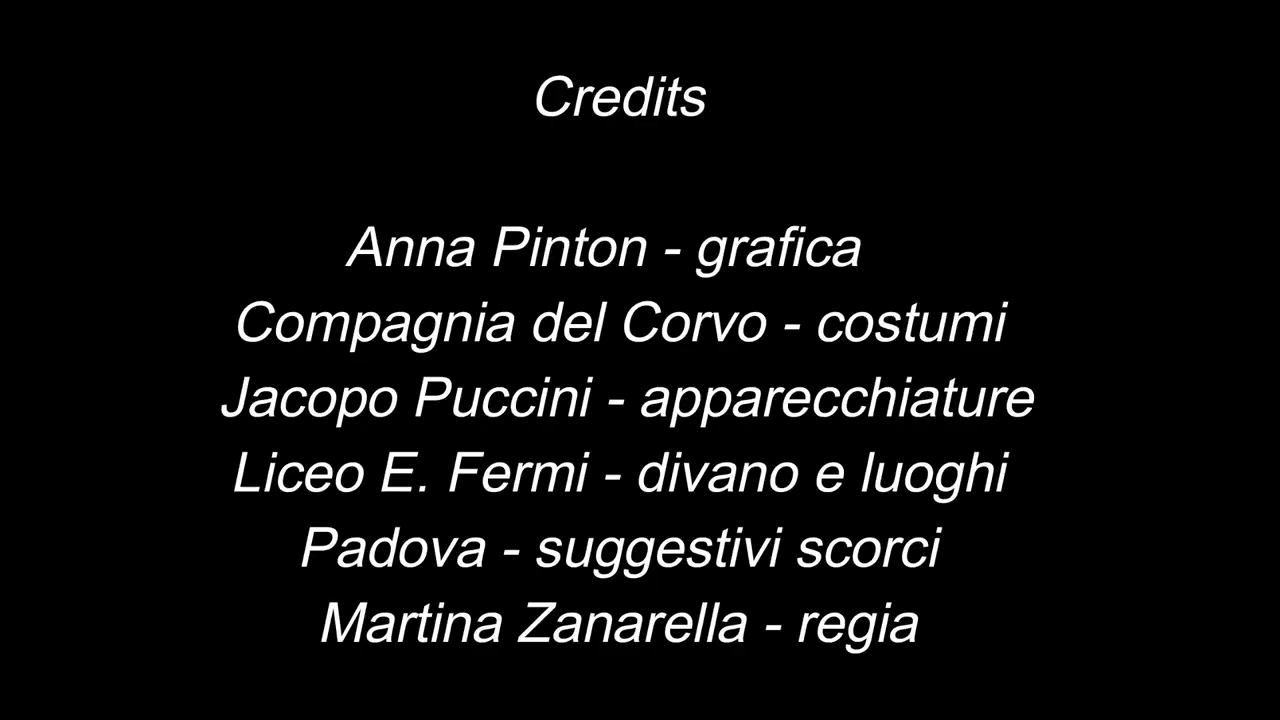 Credits
Anna Pinton - grafica
Compagnia del Corvo - costumi
Jacopo Puccini - apparecchiature
Liceo E. Fermi - divano e luoghi
Padova - suggestivi scorci
Martina Zanarella - regia